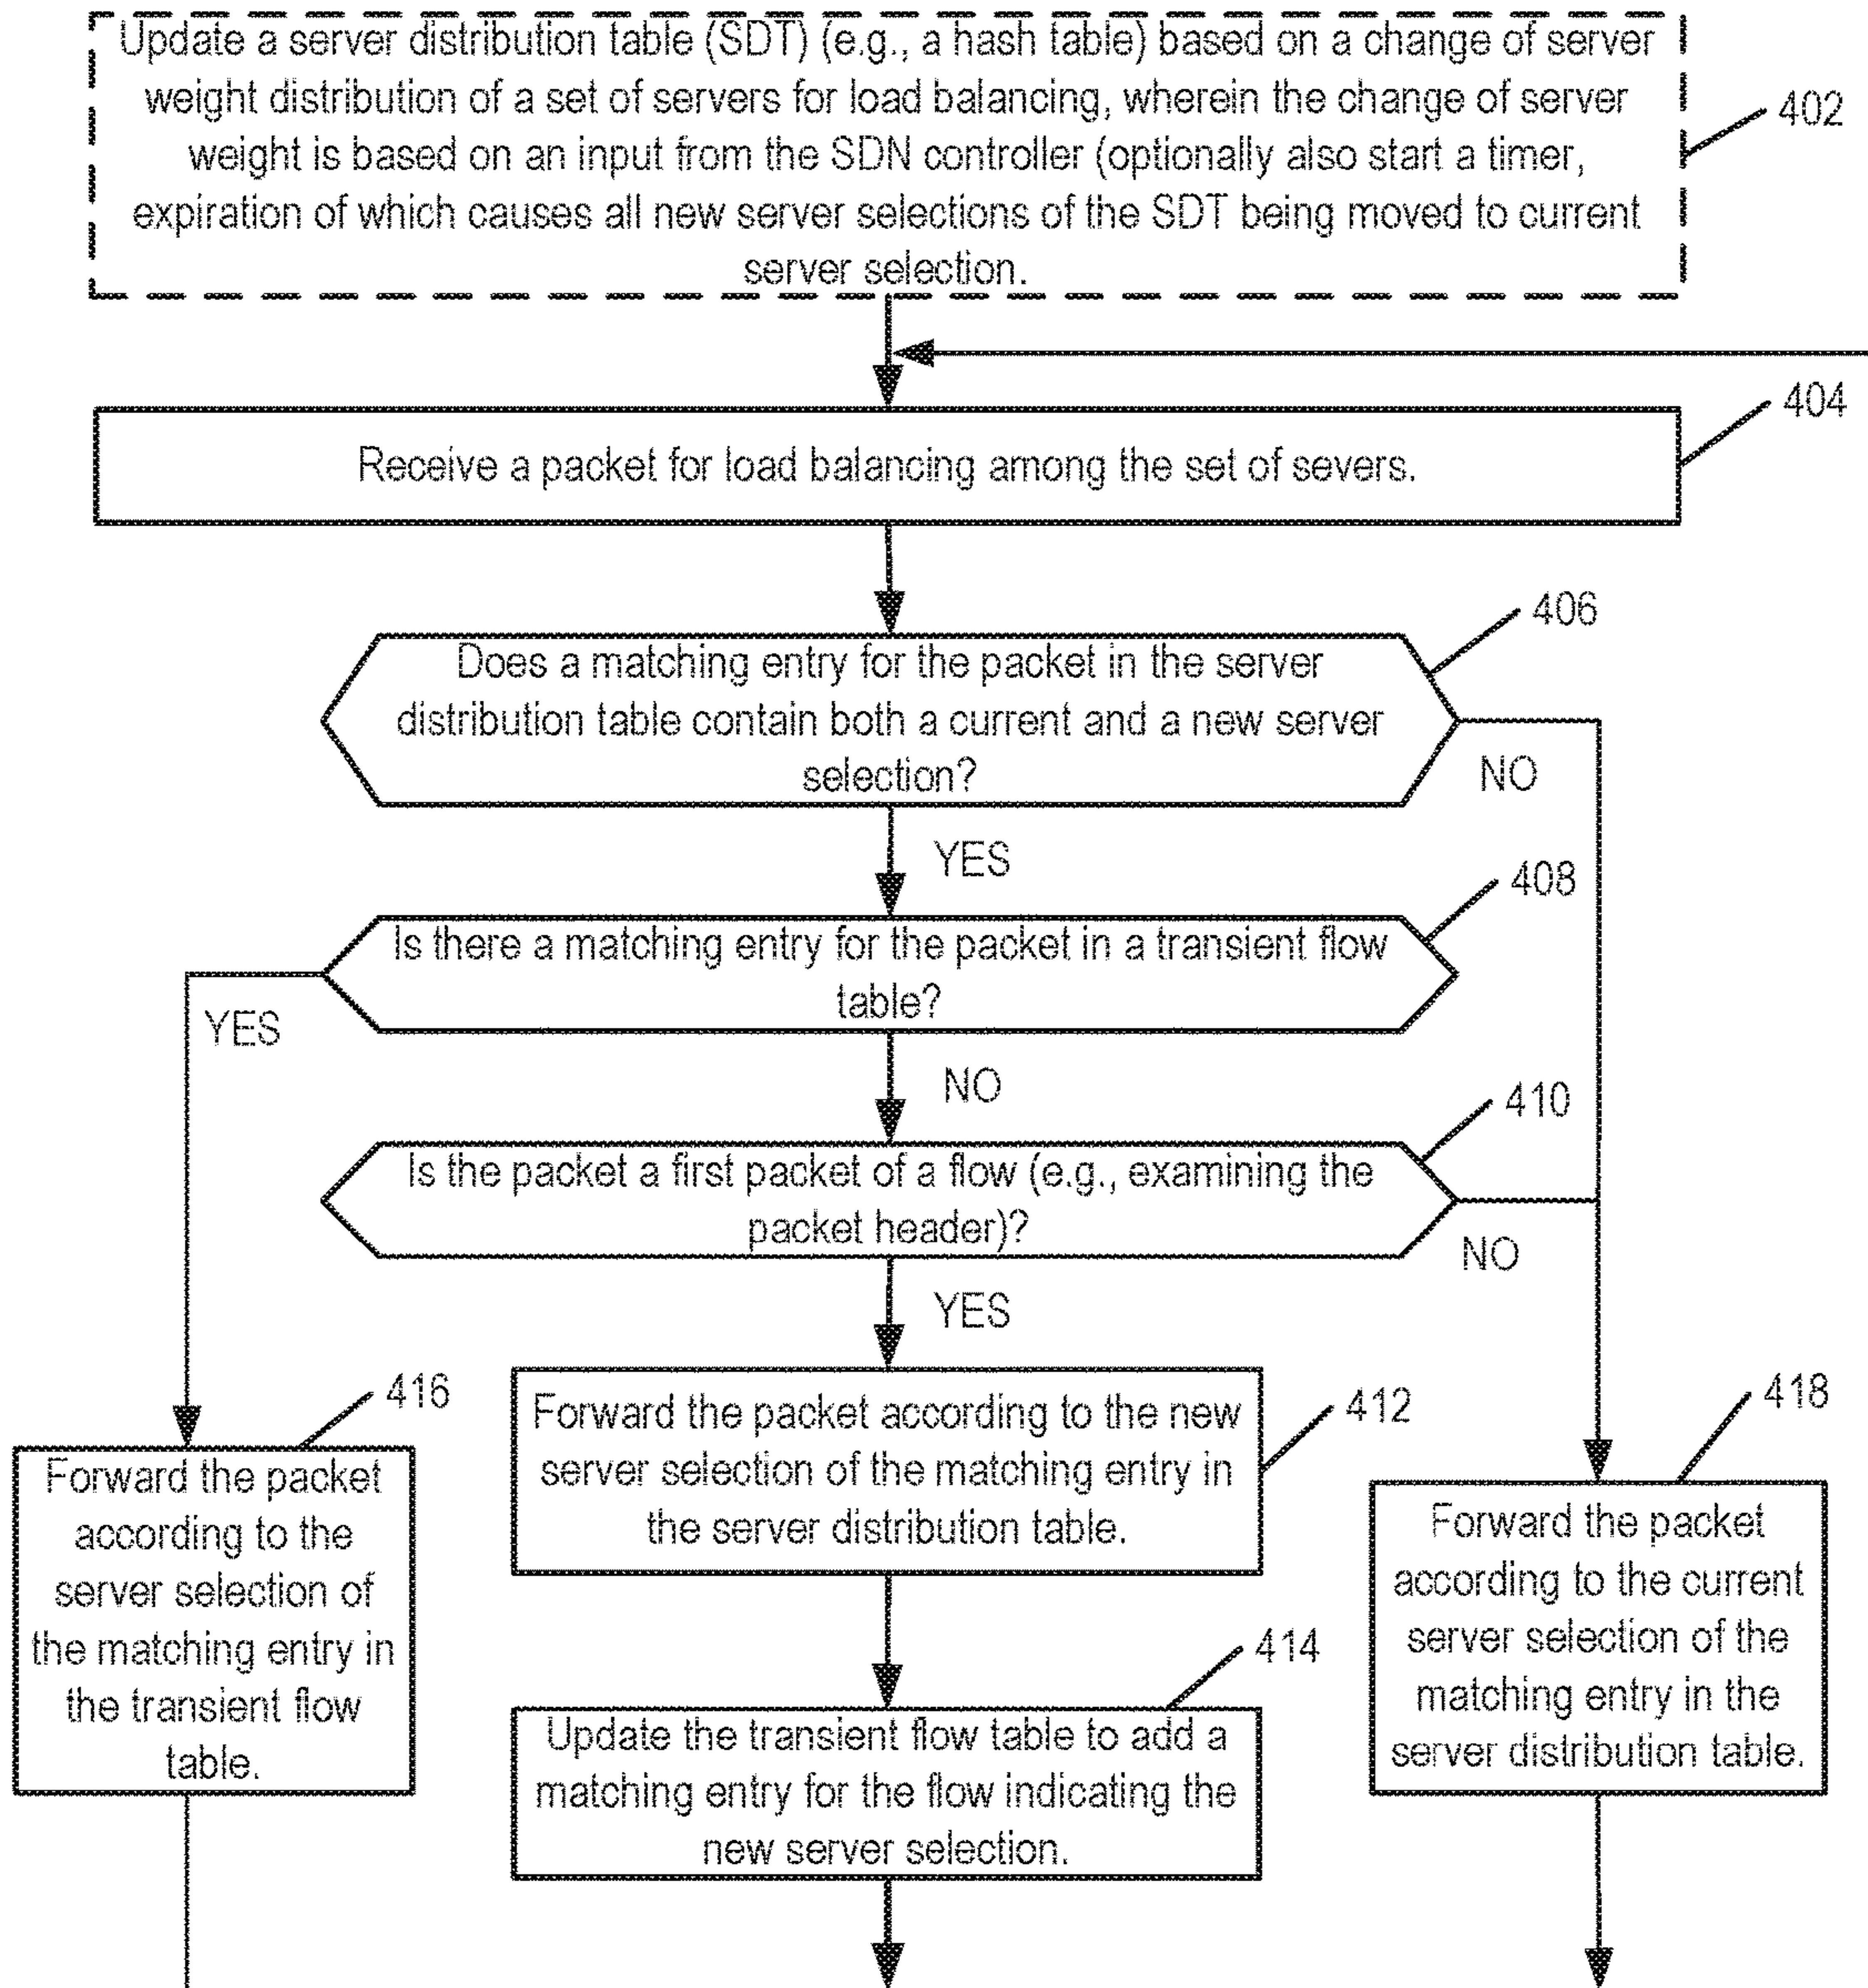 Update a server distribution table (SDT) (e.g., a hash table) based on a change of server
weight distribution of a set of servers for load balancing, wherein the change of server
weight is based on an input from the SDN controller (optionally also start a timer,
expiration of which causes all new server selections of the SDT being moved to current
server selection.
402
404
Receive a packet for load balancing among the set of severs.
406
Does a matching entry for the packet in the server
distribution table contain both a current and a new server
selection?
NO
YES
408
Is there a matching entry for the packet in a transient flow
table?
YES
NO
410
Is the packet a first packet of a flow (e.g., examining the
packet header)?
NO
YES
416
Forward the packet
according to the
server selection of
the matching entry in
the transient flow
table.
412
Forward the packet according to the new
server selection of the matching entry in
the server distribution table.
418
Forward the packet
according to the current
server selection of the
matching entry in the
server distribution table.
414
Update the transient flow table to add a
matching entry for the flow indicating the
new server selection.